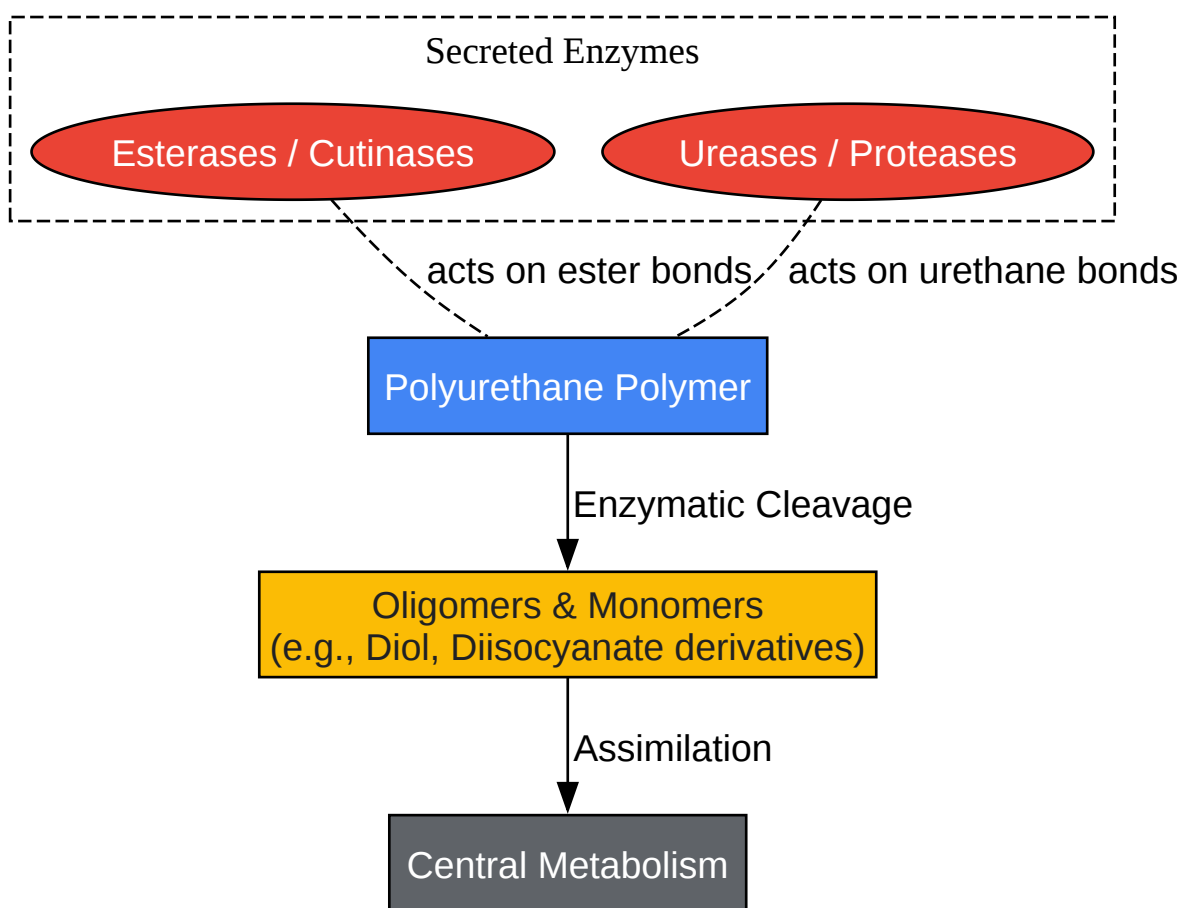 Secreted Enzymes
Esterases / Cutinases
Ureases / Proteases
acts on ester bonds
acts on urethane bonds
Polyurethane Polymer
Enzymatic Cleavage
Oligomers & Monomers
(e.g., Diol, Diisocyanate derivatives)
Assimilation
Central Metabolism